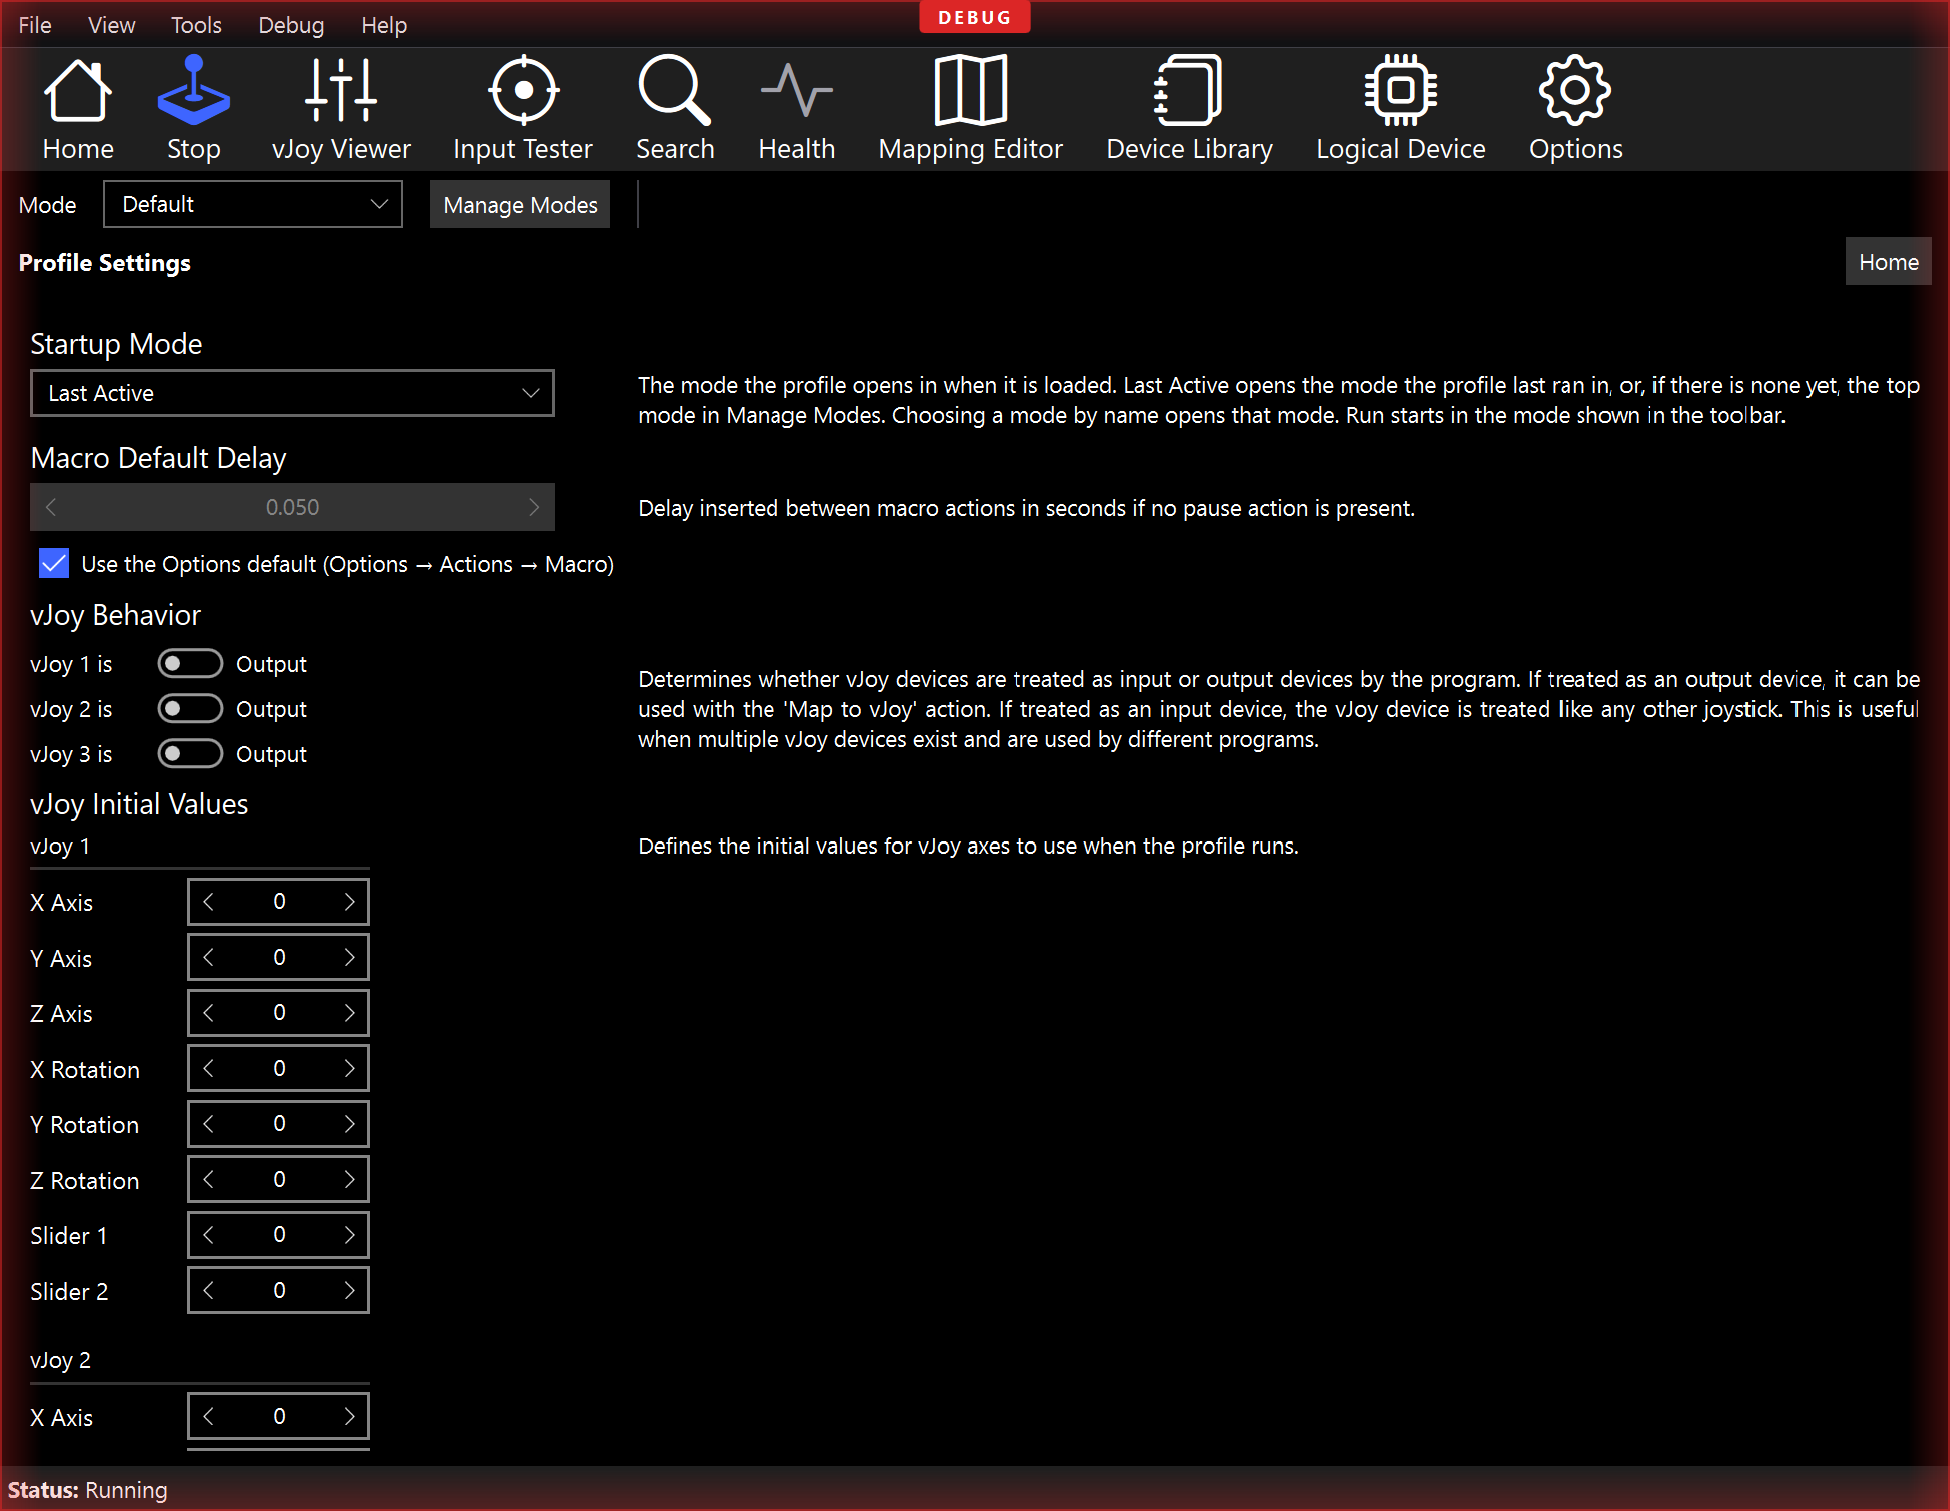 File View Tools Debug Help
DEBUG
Home Stop vJoy Viewer Input Tester Search Health Mapping Editor Device Library Logical Device Options
Mode Default Manage Modes
Profile Settings Home
Startup Mode
Last Active
The mode the profile opens in when it is loaded. Last Active opens the mode the profile last ran in, or, if there is none yet, the top
mode in Manage Modes. Choosing a mode by name opens that mode. Run starts in the mode shown in the toolbar.
Macro Default Delay
0.050
Delay inserted between macro actions in seconds if no pause action is present.
Use the Options default (Options → Actions → Macro)
vJoy Behavior
vJoy 1 is Output
vJoy 2 is Output
vJoy 3 is Output
Determines whether vJoy devices are treated as input or output devices by the program. If treated as an output device, it can be
used with the 'Map to vJoy' action. If treated as an input device, the vJoy device is treated like any other joystick. This is useful
when multiple vJoy devices exist and are used by different programs.
vJoy Initial Values
vJoy 1
Defines the initial values for vJoy axes to use when the profile runs.
X Axis 0
Y Axis 0
Z Axis 0
X Rotation 0
Y Rotation 0
Z Rotation 0
Slider 1 0
Slider 2 0
vJoy 2
X Axis 0
Status: Running